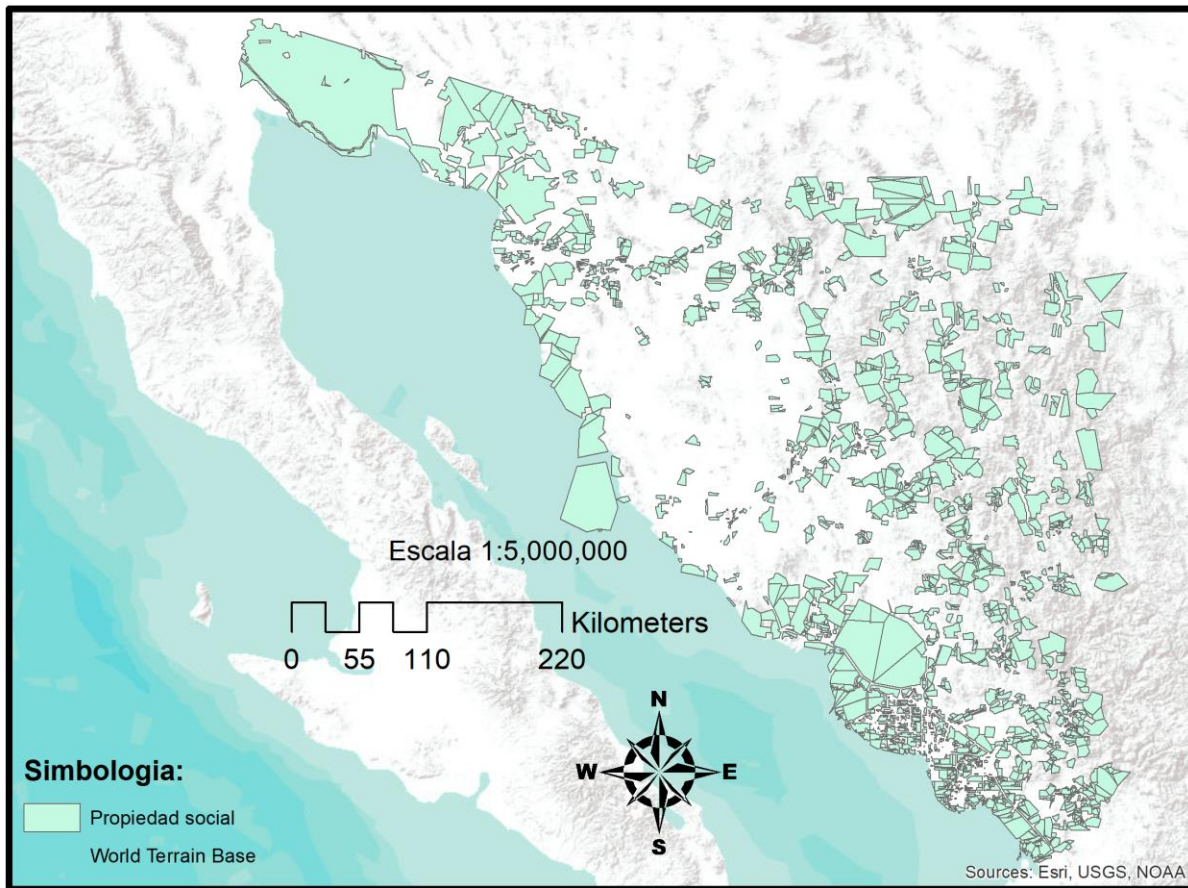 Escala 1:5,000,000
Kilometers
0 55 110 220
N
W E
S
Simbologia:
Propiedad social
World Terrain Base
Sources: Esri, USGS, NOAA